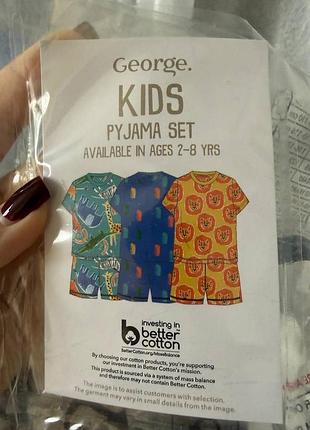 George.
KIDS
PYJAMA SET
AVAILABLE IN AGES 2-8 YRS
investing in
better
cotton
betterCotton.org/MassBalance
By choosing our cotton products, you're supporting
our investment in Better Cotton's mission.
This product is sourced via a system of mass balance
and therefore may not contain Better Cotton.
The image is to assist customers with selection.
The garment may vary in small details from the image.